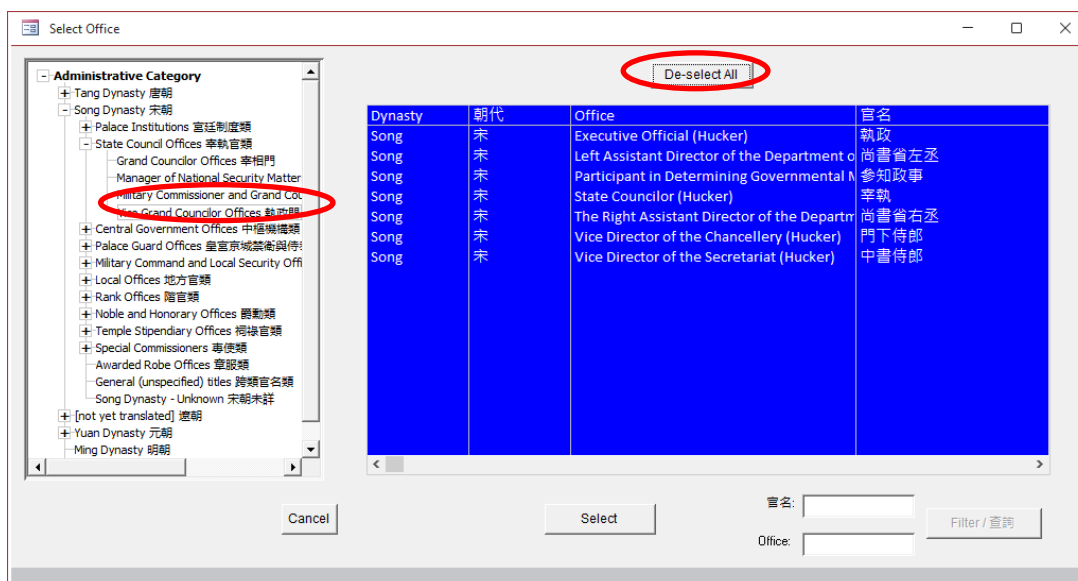 Select Office
Administrative Category
Tang Dynasty 唐朝
Song Dynasty 宋朝
Palace Institutions 宮廷制度類
State Council Offices 宰執官類
Grand Councilor Offices 宰相門
Manager of National Security Matter
Military Commissioner and Grand Cou
Vice Grand Councilor Offices 執政門
Central Government Offices 中樞機構類
Palace Guard Offices 皇宮京城禁衛與侍
Military Command and Local Security Offi
Local Offices 地方官類
Rank Offices 階官類
Noble and Honorary Offices 爵勳類
Temple Stipendiary Offices 祠祿官類
Special Commissioners 專使類
Awarded Robe Offices 章服類
General (unspecified) titles 跨類官名類
Song Dynasty - Unknown 宋朝未詳
[not yet translated] 遼朝
Yuan Dynasty 元朝
Ming Dynasty 明朝
De-select All
Dynasty 朝代 Office 官名
Song 宋 Executive Official (Hucker) 執政
Song 宋 Left Assistant Director of the Department o 尚書省左丞
Song 宋 Participant in Determining Governmental M 參知政事
Song 宋 State Councilor (Hucker) 宰執
Song 宋 The Right Assistant Director of the Departm 尚書省右丞
Song 宋 Vice Director of the Chancellery (Hucker) 門下侍郎
Song 宋 Vice Director of the Secretariat (Hucker) 中書侍郎
Cancel
Select
官名:
Office:
Filter / 查詢